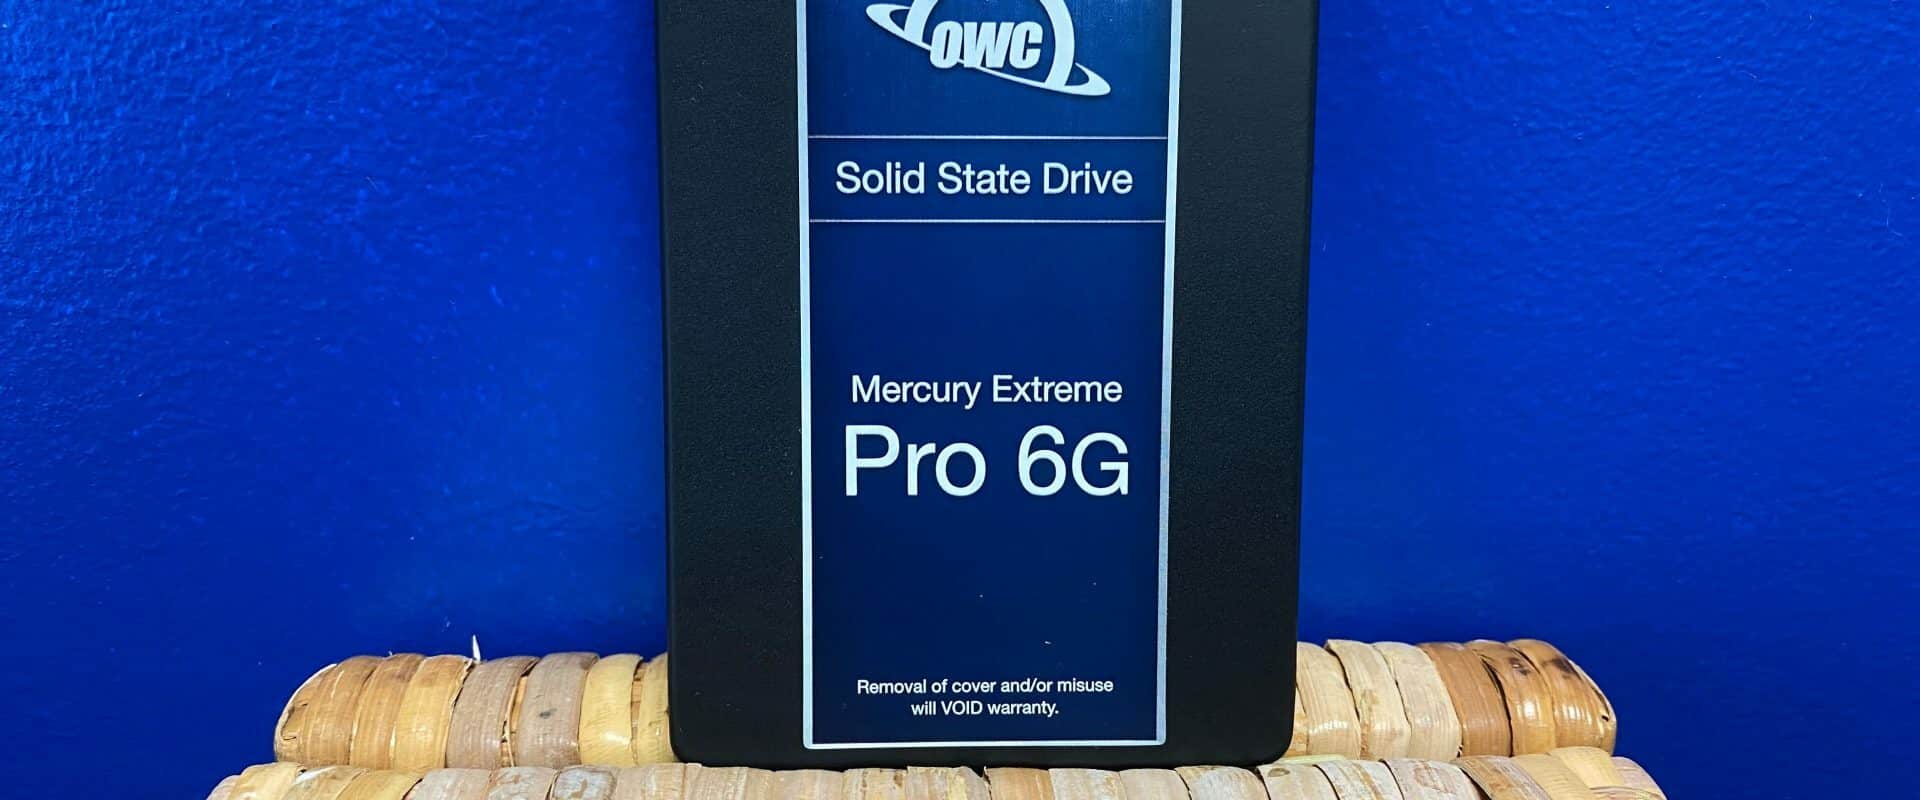 OWC
Solid State Drive
Mercury Extreme
Pro 6G
Removal of cover and/or misuse
will VOID warranty.